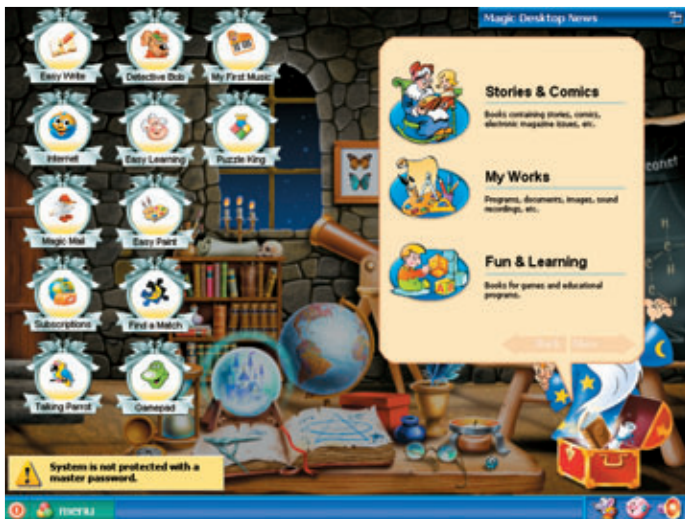 Magic Desktop News
Easy Write
Detective Bob
My First Music
Internet
Easy Learning
Puzzle King
Magic Mail
Easy Paint
Subscriptions
Find a Match
Talking Parrot
Gamepad
Stories & Comics
Books containing stories, comics,
electronic magazine issues, etc.
My Works
Programs, documents, images, sound
recordings, etc.
Fun & Learning
Books for games and educational
programs.
Back
System is not protected with a
master password.
menu